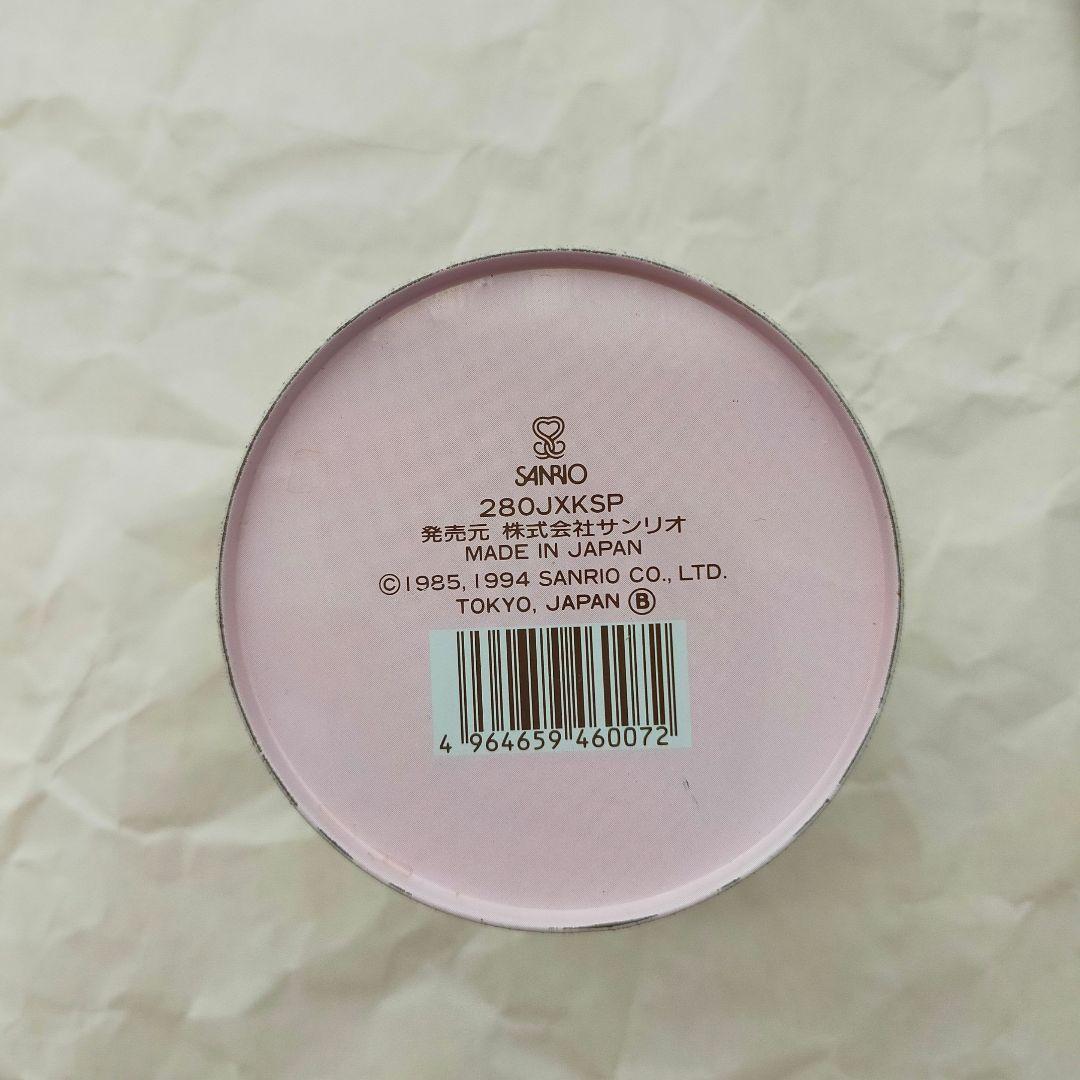 SANRIO
280JXKSP
発売元 株式会社サンリオ
MADE IN JAPAN
©1985, 1994 SANRIO CO., LTD.
TOKYO, JAPAN Ⓑ
4 964659 460072